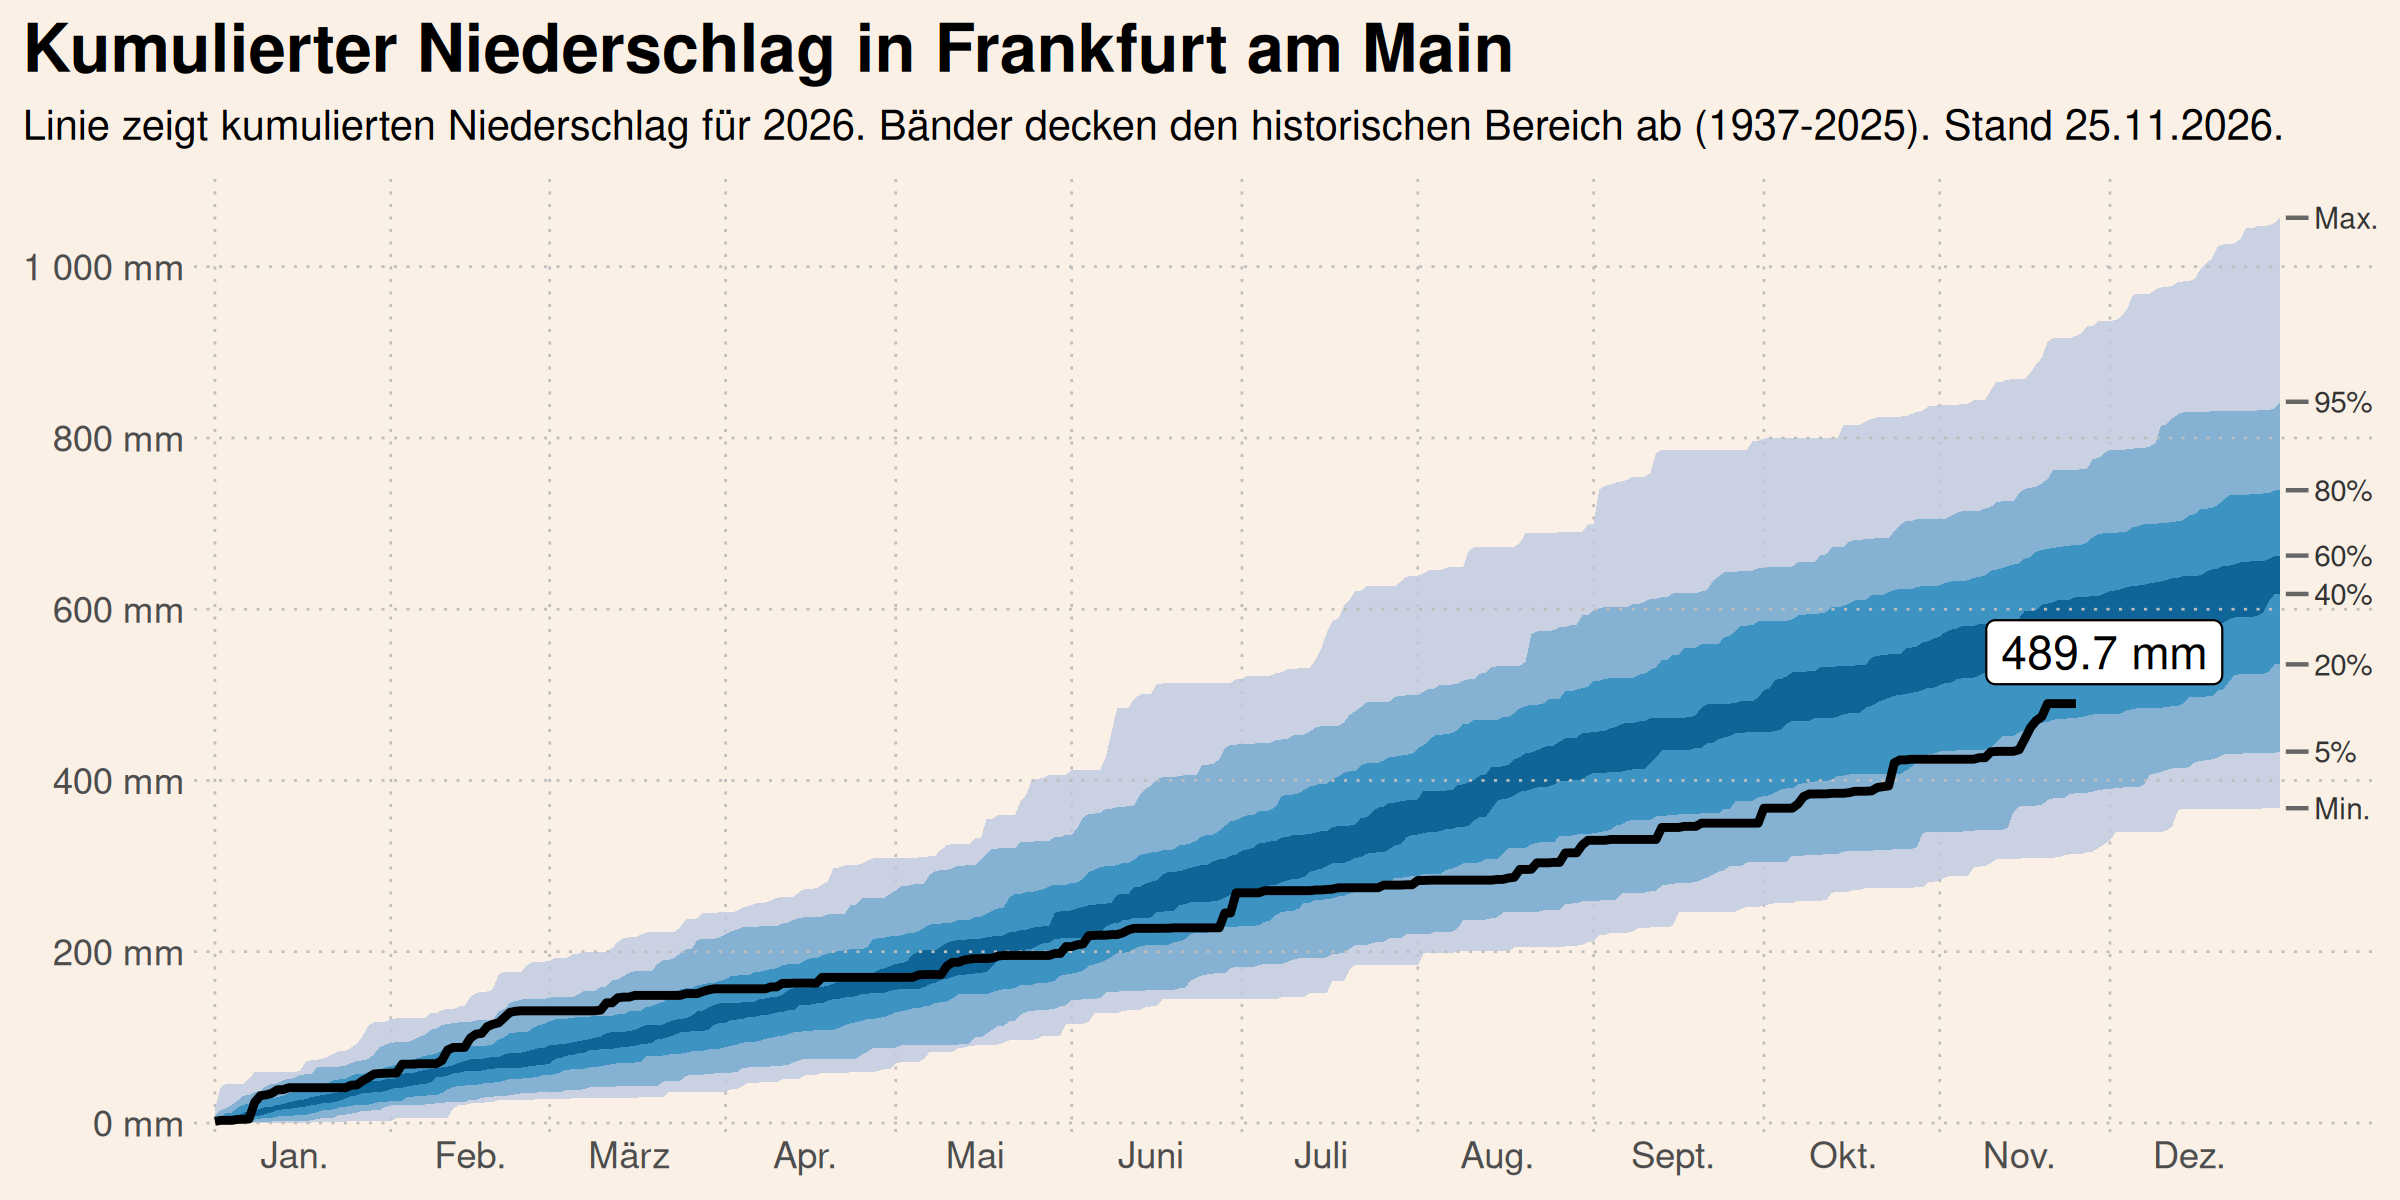 Kumulierter Niederschlag in Frankfurt am Main
Linie zeigt kumulierten Niederschlag für 2026. Bänder decken den historischen Bereich ab (1937-2025). Stand 25.11.2026.
Max.
1 000 mm
95%
800 mm
80%
60%
40%
600 mm
489.7 mm
20%
5%
400 mm
Min.
200 mm
0 mm
Jan. Feb. März Apr. Mai Juni Juli Aug. Sept. Okt. Nov. Dez.